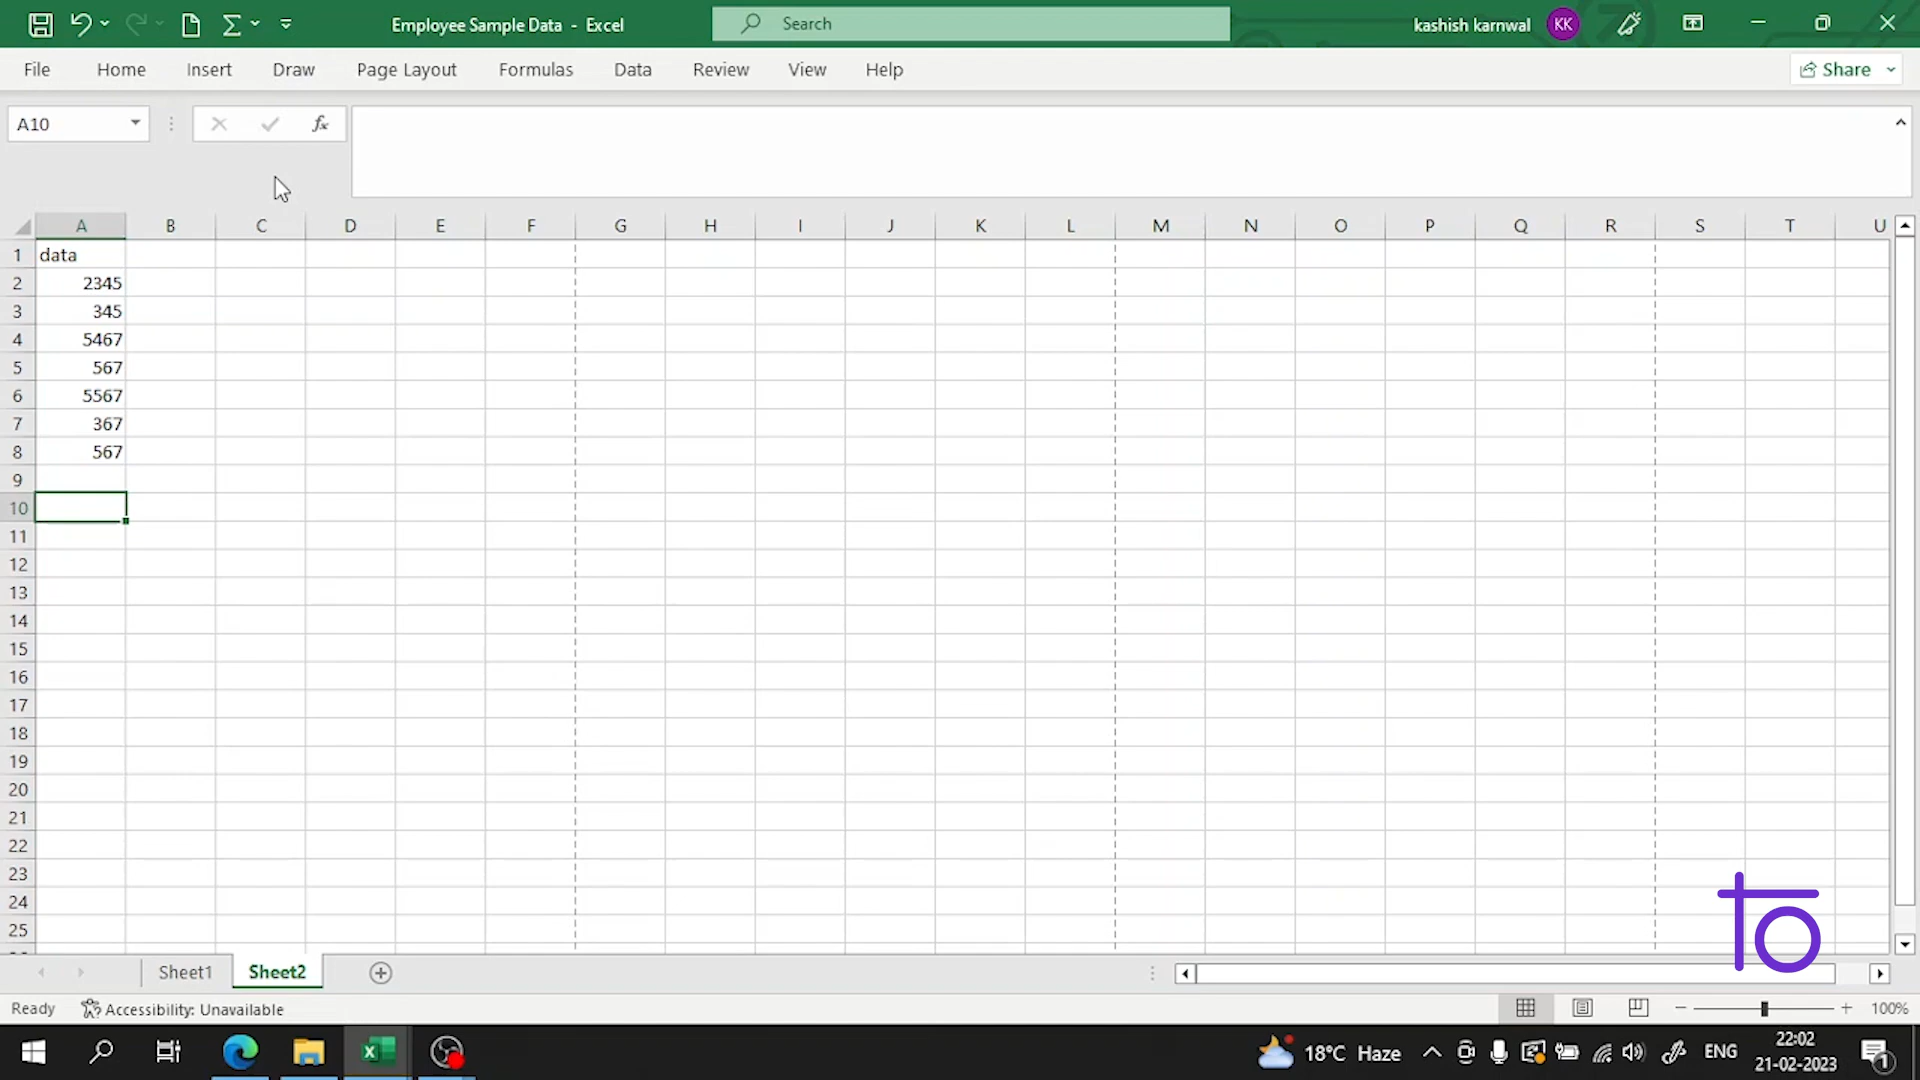 Employee Sample Data - Excel
Search
kashish karnwal
KK
File Home Insert Draw Page Layout Formulas Data Review View Help
Share
A10
fx
A B C D E F G H I J K L M N O P Q R S T U
1 data
2 2345
3 345
4 5467
5 567
6 5567
7 367
8 567
9
10
11
12
13
14
15
16
17
18
19
20
21
22
23
24
25
to
Sheet1 Sheet2
Ready Accessibility: Unavailable
100%
18°C Haze
ENG
22:02
21-02-2023
1